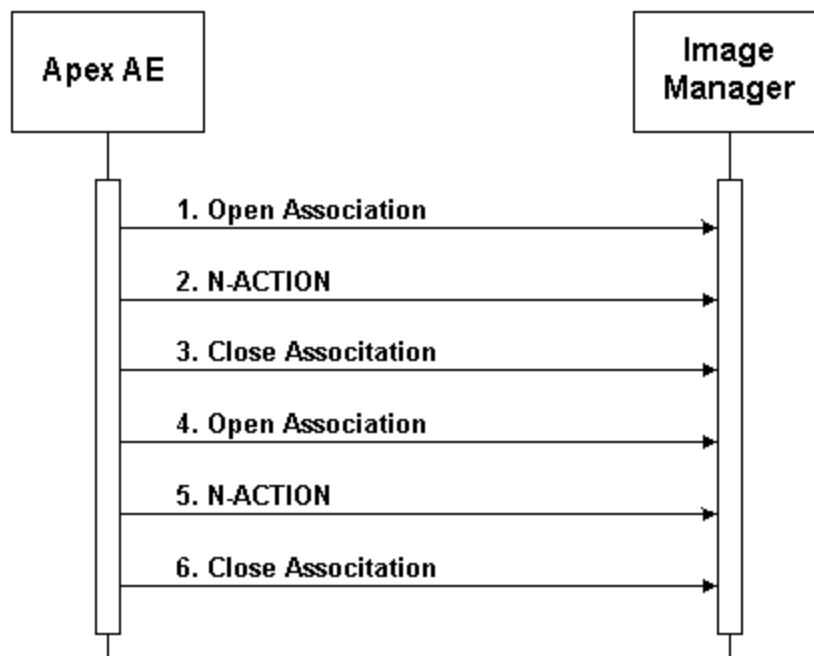 Apex AE
Image
Manager
1. Open Association
2. N-ACTION
3. Close Associtation
4. Open Association
5. N-ACTION
6. Close Associtation